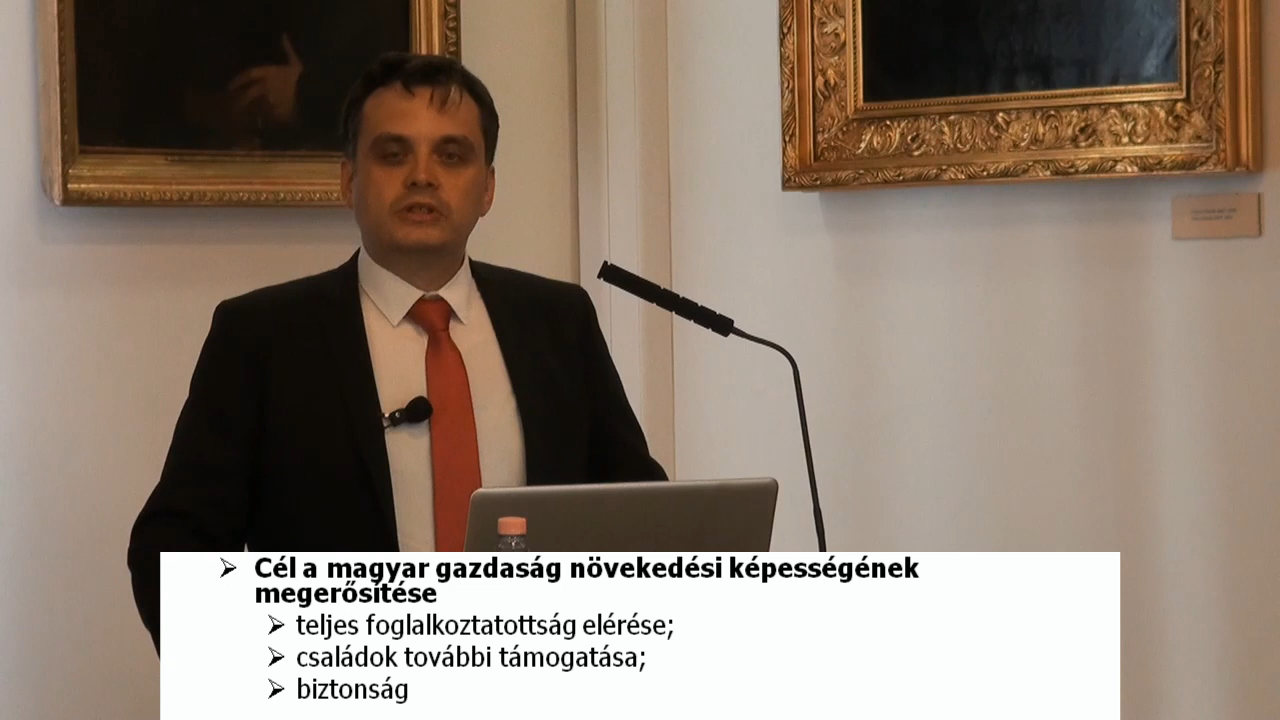 ➢ Cél a magyar gazdaság növekedési képességének
megerősítése
➢ teljes foglalkoztatottság elérése;
➢ családok további támogatása;
➢ biztonság